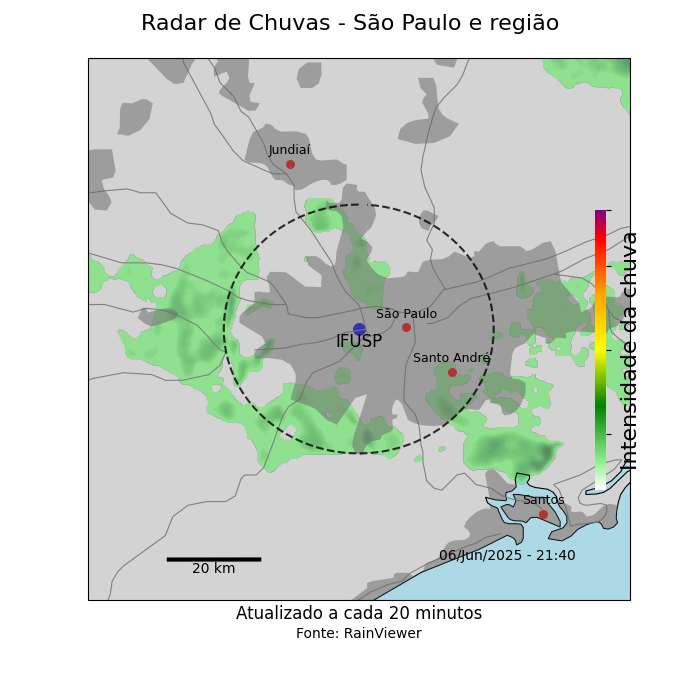 Radar de Chuvas - São Paulo e região
Jundiaí
São Paulo
IFUSP
Santo André
Intensidade da chuva
Santos
06/Jun/2025 - 21:40
20 km
Atualizado a cada 20 minutos
Fonte: RainViewer